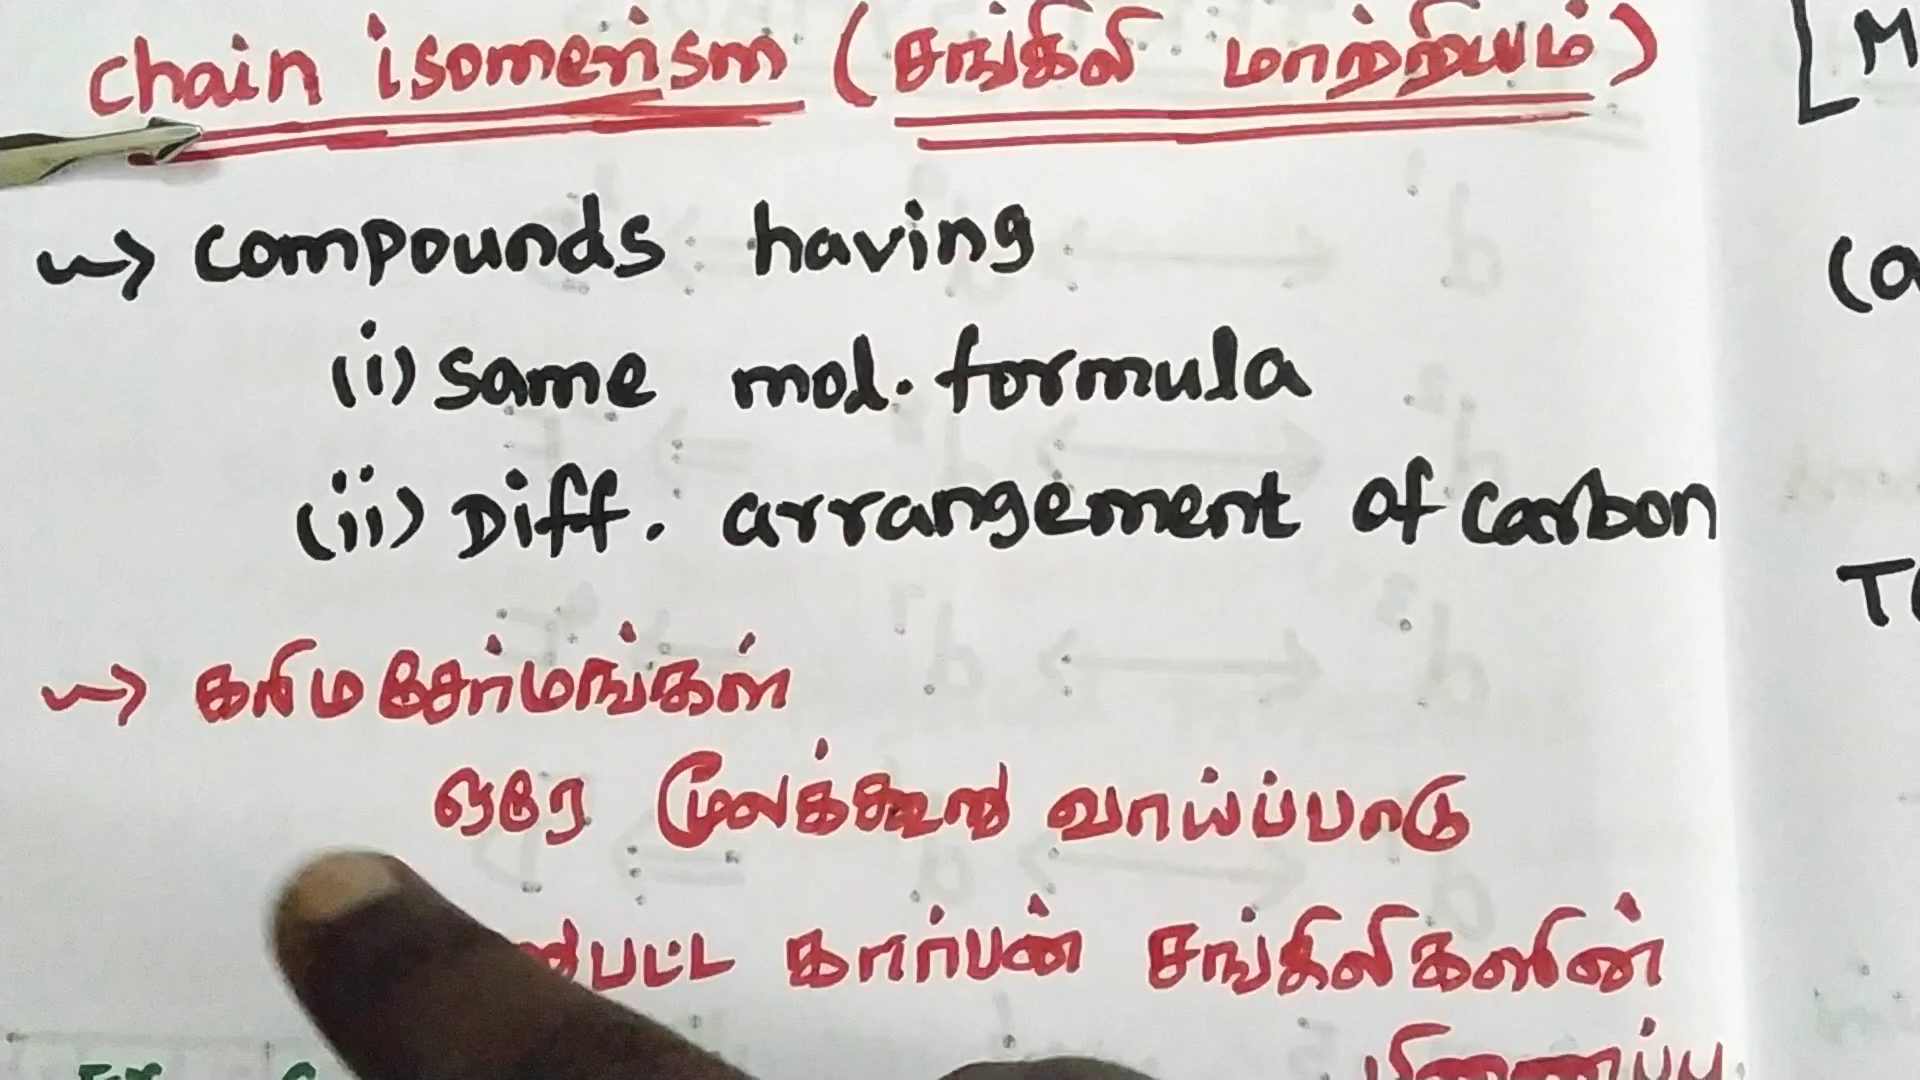 chain isomerism (சங்கிலி மாற்றியம்)
→ compounds having
(i) same mol. formula
(ii) Diff. arrangement of carbon
→ கரிமசேர்மங்கள்
ஒரே மூலக்கூறு வாய்ப்பாடு
கார்பன் சங்கிலிகளின்
பிணைப்பு